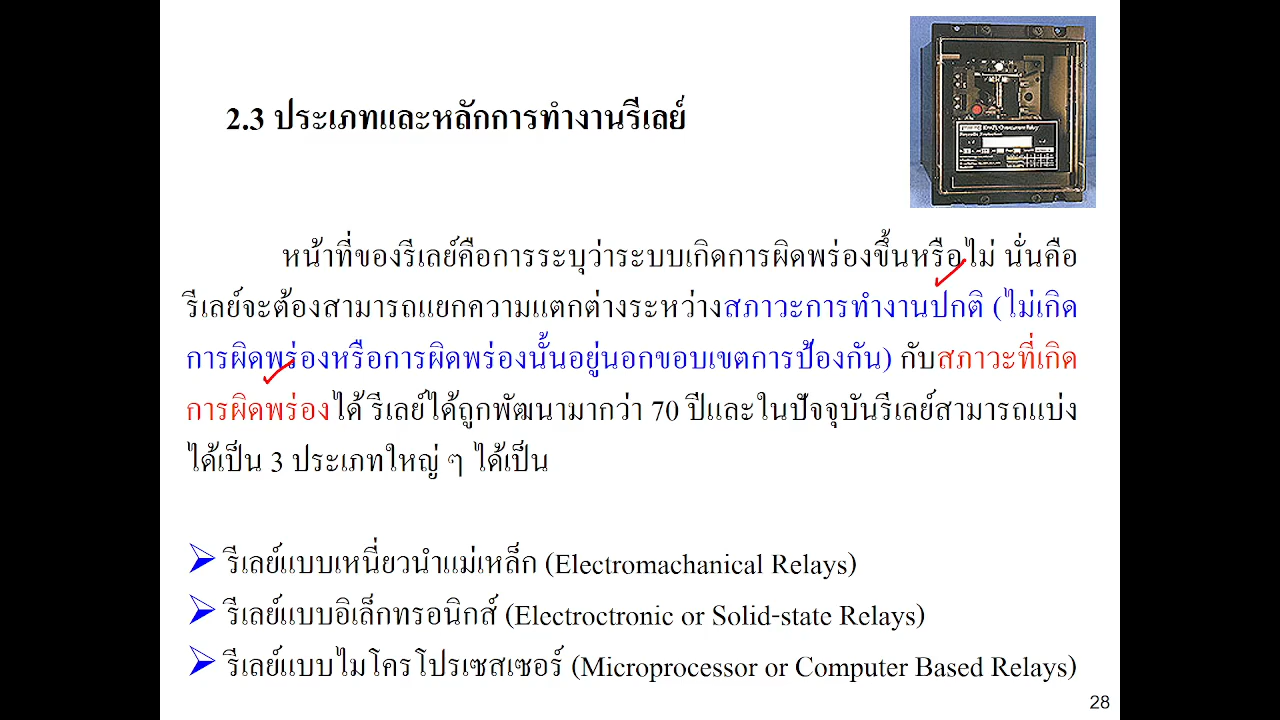 2.3 ประเภทและหลักการทำงานรีเลย์
Overcurrent Relay
หน้าที่ของรีเลย์คือการระบุว่าระบบเกิดการผิดพร่องขึ้นหรือไม่ นั่นคือ
รีเลย์จะต้องสามารถแยกความแตกต่างระหว่างสภาวะการทำงานปกติ (ไม่เกิด
การผิดพร่องหรือการผิดพร่องนั้นอยู่นอกขอบเขตการป้องกัน) กับสภาวะที่เกิด
การผิดพร่องได้ รีเลย์ได้ถูกพัฒนามากว่า 70 ปีและในปัจจุบันรีเลย์สามารถแบ่ง
ได้เป็น 3 ประเภทใหญ่ ๆ ได้เป็น
รีเลย์แบบเหนี่ยวนำแม่เหล็ก (Electromachanical Relays)
รีเลย์แบบอิเล็กทรอนิกส์ (Electroctronic or Solid-state Relays)
รีเลย์แบบไมโครโปรเซสเซอร์ (Microprocessor or Computer Based Relays)
28